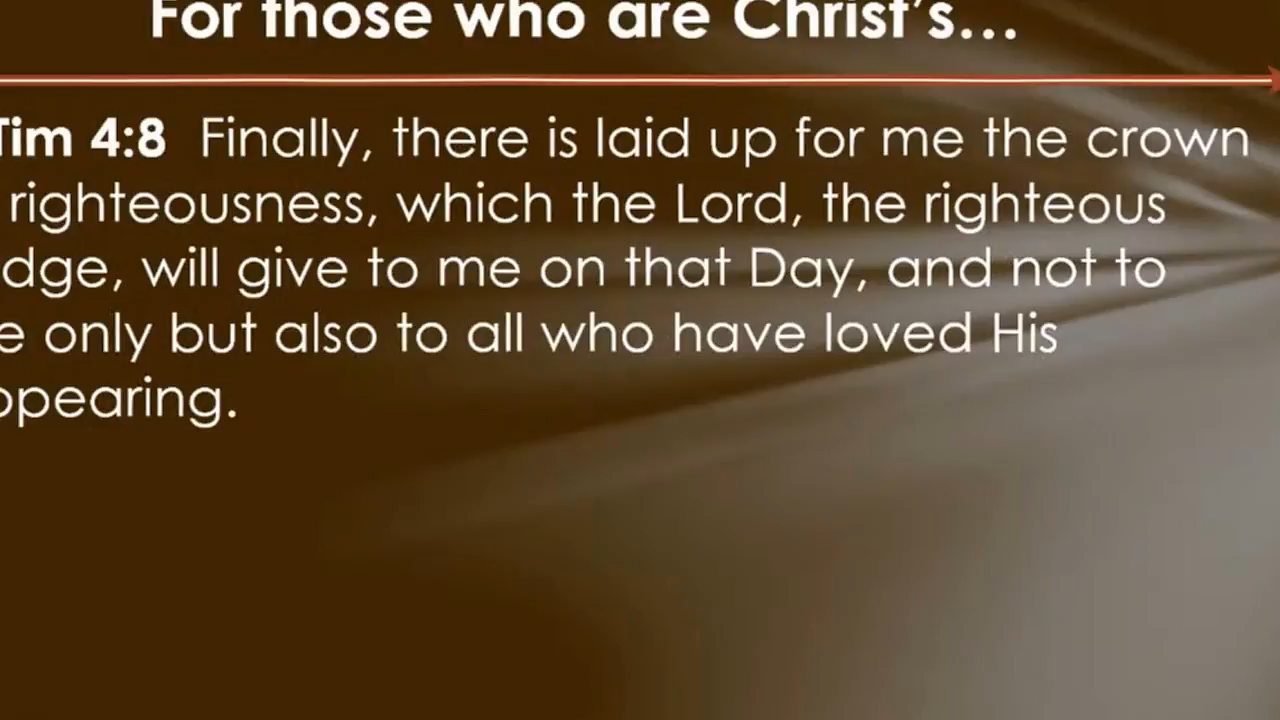 For those who are Christ's...
Tim 4:8 Finally, there is laid up for me the crown
righteousness, which the Lord, the righteous
dge, will give to me on that Day, and not to
e only but also to all who have loved His
ppearing.